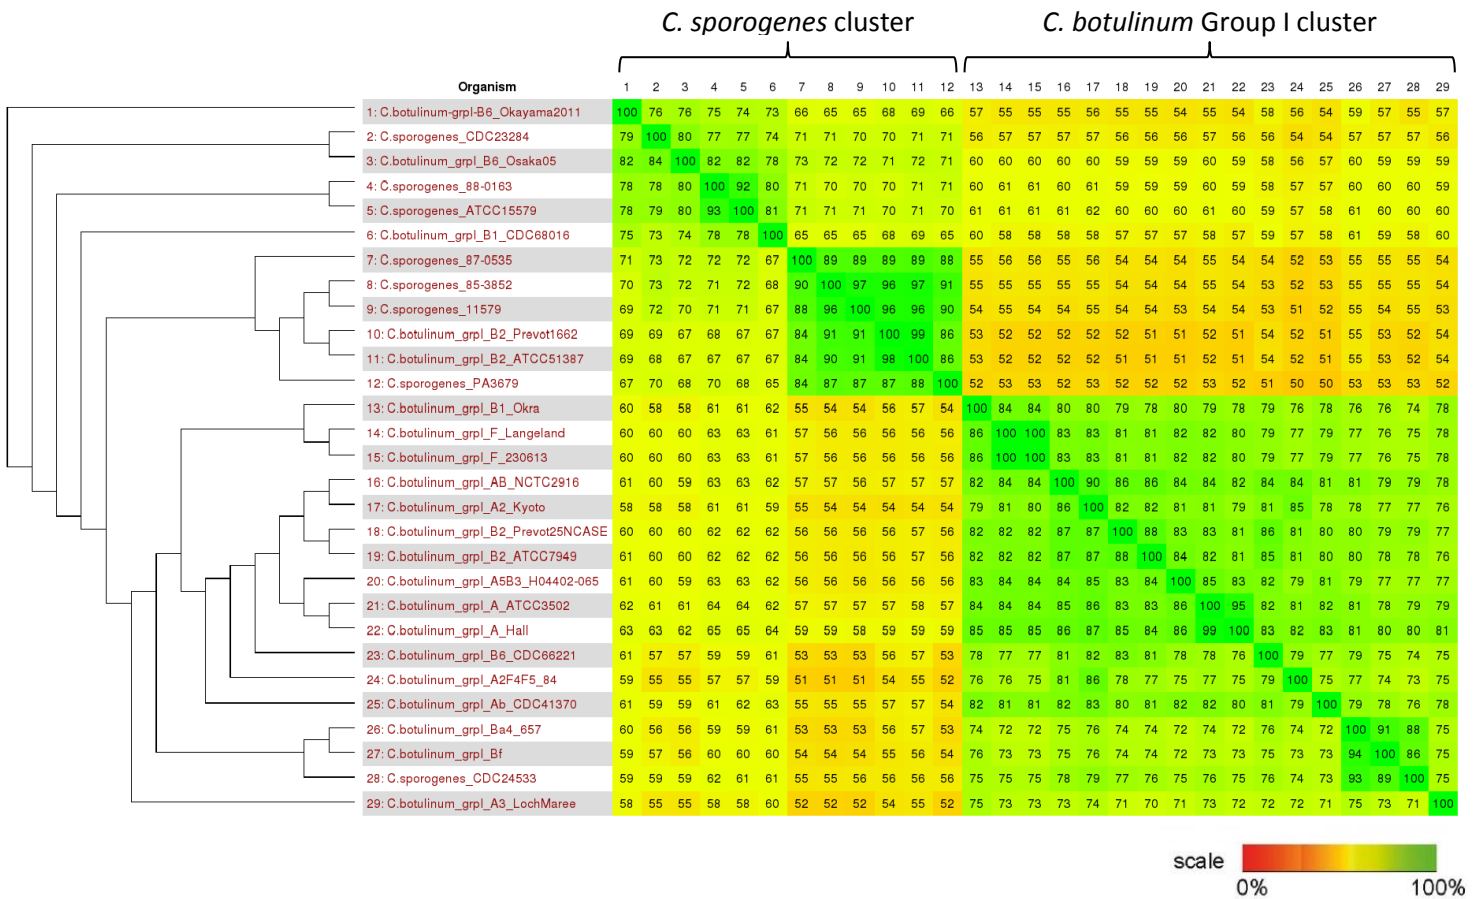 C. sporogenes cluster C. botulinum Group I cluster
Organism 1 2 3 4 5 6 7 8 9 10 11 12 13 14 15 16 17 18 19 20 21 22 23 24 25 26 27 28 29
1: C.botulinum-grpI-B6_Okayama2011 100 76 76 75 74 73 66 65 65 68 69 66 57 55 55 55 56 55 55 54 55 54 58 56 54 59 57 55 57
2: C.sporogenes_CDC23284 79 100 80 77 77 74 71 71 70 70 71 71 56 57 57 57 57 56 56 56 57 56 56 54 54 57 57 57 56
3: C.botulinum_grpI_B6_Osaka05 82 84 100 82 82 78 73 72 72 71 72 71 60 60 60 60 60 59 59 59 60 59 58 56 57 60 59 59 59
4: C.sporogenes_88-0163 78 78 80 100 92 80 71 70 70 70 71 71 60 61 61 60 61 59 59 59 60 59 58 57 57 60 60 60 59
5: C.sporogenes_ATCC15579 78 79 80 93 100 81 71 71 71 70 71 70 61 61 61 61 62 60 60 60 61 60 59 57 58 61 60 60 60
6: C.botulinum_grpI_B1_CDC68016 75 73 74 78 78 100 65 65 65 68 69 65 60 58 58 58 60 57 57 57 58 57 59 57 58 61 59 58 60
7: C.sporogenes_87-0535 71 73 72 72 72 67 100 89 89 89 89 88 55 56 56 55 56 54 54 54 55 54 54 52 53 55 55 55 54
8: C.sporogenes_85-3852 70 73 72 71 72 68 90 100 97 96 97 91 55 55 55 54 55 54 54 54 55 54 53 52 53 55 55 55 54
9: C.sporogenes_11579 69 72 70 71 71 67 88 96 100 96 96 90 54 55 54 54 55 54 54 53 54 54 53 51 52 55 54 55 53
10: C.botulinum_grpI_B2_Prevot1662 69 69 67 68 67 67 84 91 91 100 99 86 53 52 52 52 52 52 51 51 52 51 54 52 51 55 53 52 54
11: C.botulinum_grpI_B2_ATCC51387 69 68 67 67 67 67 84 90 91 98 100 86 53 52 52 52 52 51 51 52 52 51 54 52 51 55 53 52 54
12: C.sporogenes_PA3679 67 70 68 70 68 65 84 87 87 87 88 100 52 53 53 52 53 52 52 52 53 52 51 50 50 53 53 53 52
13: C.botulinum_grpI_B1_Okra 60 58 58 61 61 62 55 54 54 56 57 54 100 84 84 80 80 79 78 80 79 78 79 76 78 76 76 74 78
14: C.botulinum_grpI_F_Langeland 60 60 60 63 63 61 57 56 56 56 56 56 86 100 100 83 83 81 81 82 82 80 79 77 79 77 76 75 78
15: C.botulinum_grpI_F_230613 60 60 60 63 63 61 57 56 56 56 56 56 86 100 100 83 83 81 81 82 82 80 79 77 79 77 76 75 78
16: C.botulinum_grpI_AB_NCTC2916 61 60 59 63 63 62 57 57 56 57 57 57 82 84 84 100 90 86 86 84 84 82 84 84 81 81 79 79 78
17: C.botulinum_grpI_A2_Kyoto 58 58 58 61 61 59 55 54 54 54 54 54 79 81 80 86 100 82 82 81 81 79 81 85 78 78 77 77 76
18: C.botulinum_grpI_B2_Prevot25NCASE 60 60 60 62 62 62 56 56 56 56 57 56 82 82 82 87 87 100 88 83 83 81 86 81 80 80 79 79 77
19: C.botulinum_grpI_B2_ATCC7949 61 60 60 62 62 62 56 56 56 56 57 56 82 82 82 87 87 88 100 84 82 81 85 81 80 80 78 78 76
20: C.botulinum_grpI_A5B3_H04402-065 61 60 59 63 63 62 56 56 56 56 56 56 83 84 84 84 85 83 84 100 85 83 82 79 81 79 77 77 77
21: C.botulinum_grpI_A_ATCC3502 62 61 61 64 64 62 57 57 57 57 58 57 84 84 84 85 86 83 83 86 100 95 82 81 82 81 78 79 79
22: C.botulinum_grpI_A_Hall 63 63 62 65 65 64 59 59 58 59 59 59 85 85 85 86 87 85 84 86 99 100 83 82 83 81 80 80 81
23: C.botulinum_grpI_B6_CDC66221 61 57 57 59 59 61 53 53 53 56 57 53 78 77 77 81 82 83 81 78 78 76 100 79 77 79 75 74 75
24: C.botulinum_grpI_A2F4F5_84 59 55 55 57 57 59 51 51 51 54 55 52 76 76 75 81 86 78 77 75 77 75 79 100 75 77 74 73 75
25: C.botulinum_grpI_Ab_CDC41370 61 59 59 61 62 63 55 55 55 57 57 54 82 81 81 82 83 80 81 82 82 80 81 79 100 79 78 76 78
26: C.botulinum_grpI_Ba4_657 60 56 56 59 59 61 53 53 53 56 57 53 74 72 72 75 76 74 74 72 74 72 76 74 72 100 91 88 75
27: C.botulinum_grpI_Bf 59 57 56 60 60 60 54 54 54 55 56 54 76 73 73 75 76 74 74 72 74 73 75 72 72 94 100 86 75
28: C.sporogenes_CDC24533 59 59 59 62 61 61 55 55 56 56 56 56 75 75 75 78 79 77 76 75 76 75 76 74 73 93 89 100 75
29: C.botulinum_grpI_A3_LochMaree 58 55 55 58 58 60 52 52 52 54 55 52 75 73 73 73 74 71 70 71 73 72 72 72 71 75 73 71 100
scale
0% 100%